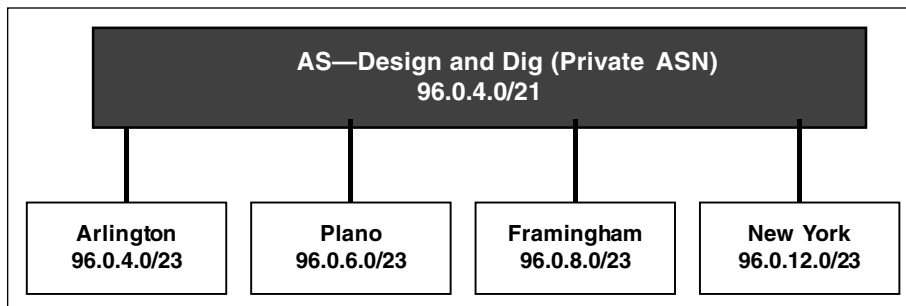 AS—Design and Dig (Private ASN)
96.0.4.0/21
Arlington
96.0.4.0/23
Plano
96.0.6.0/23
Framingham
96.0.8.0/23
New York
96.0.12.0/23